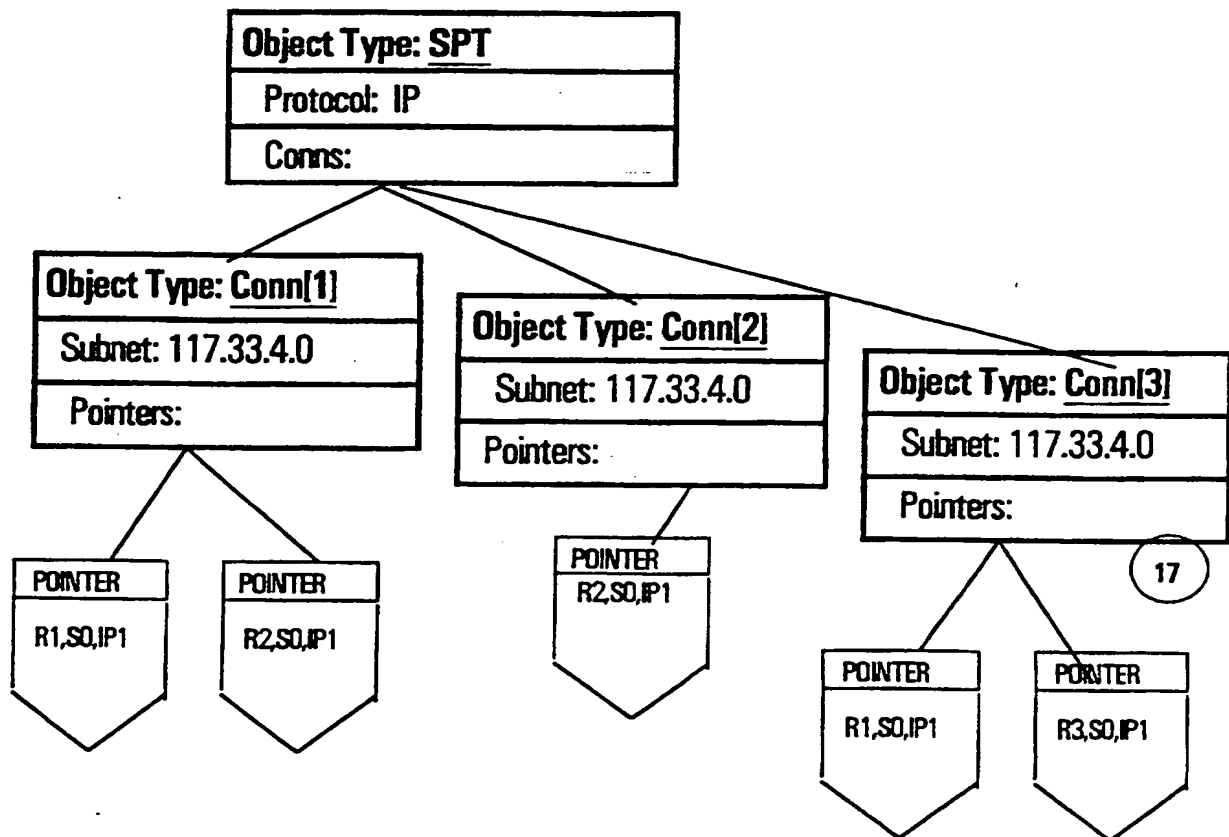 Object Type: SPT
Protocol: IP
Conns:
Object Type: Conn[1]
Subnet: 117.33.4.0
Pointers:
Object Type: Conn[2]
Subnet: 117.33.4.0
Pointers:
Object Type: Conn[3]
Subnet: 117.33.4.0
Pointers:
POINTER
R1,S0,IP1
POINTER
R2,S0,IP1
POINTER
R2,S0,IP1
17
POINTER
R1,S0,IP1
POINTER
R3,S0,IP1